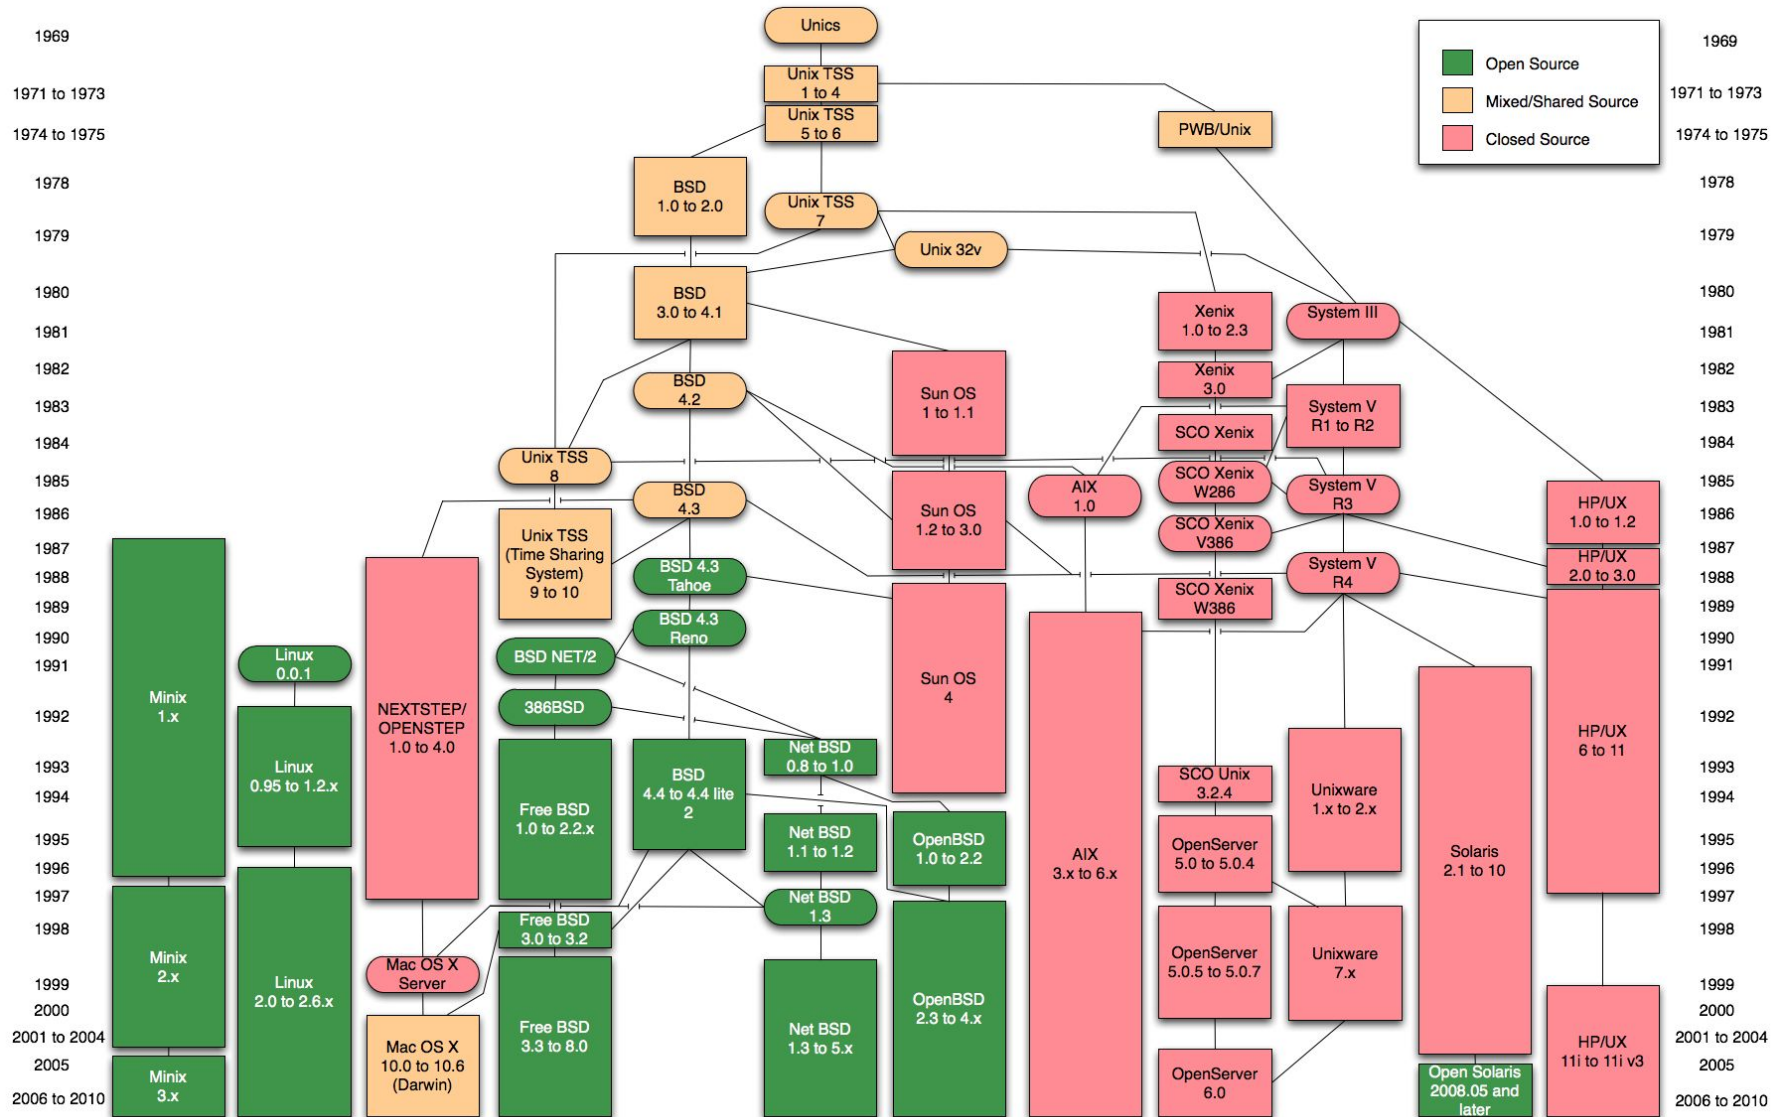 Unics
1969
1969
Open Source
Unix TSS
1 to 4
1971 to 1973
Mixed/Shared Source
1971 to 1973
Unix TSS
5 to 6
1974 to 1975
PWB/Unix
Closed Source
1974 to 1975
1978
BSD
1.0 to 2.0
Unix TSS
7
1978
1979
Unix 32v
1979
1980
BSD
3.0 to 4.1
Xenix
1.0 to 2.3
System III
1980
1981
1981
1982
Sun OS
1 to 1.1
Xenix
3.0
1982
1983
BSD
4.2
System V
R1 to R2
1983
1984
SCO Xenix
1984
Unix TSS
8
1985
BSD
4.3
AIX
1.0
SCO Xenix
W286
System V
R3
1985
1986
Unix TSS
(Time Sharing
System)
9 to 10
Sun OS
1.2 to 3.0
SCO Xenix
V386
HP/UX
1.0 to 1.2
1986
1987
HP/UX
2.0 to 3.0
1987
1988
BSD 4.3
Tahoe
System V
R4
1988
1989
SCO Xenix
W386
1989
1990
BSD 4.3
Reno
1990
1991
Linux
0.0.1
BSD NET/2
1991
Minix
1.x
NEXTSTEP/
OPENSTEP
1.0 to 4.0
386BSD
Sun OS
4
1992
HP/UX
6 to 11
1992
1993
Linux
0.95 to 1.2.x
Net BSD
0.8 to 1.0
SCO Unix
3.2.4
1993
1994
Free BSD
1.0 to 2.2.x
BSD
4.4 to 4.4 lite
2
Unixware
1.x to 2.x
1994
1995
Net BSD
1.1 to 1.2
OpenBSD
1.0 to 2.2
AIX
3.x to 6.x
OpenServer
5.0 to 5.0.4
Solaris
2.1 to 10
1995
1996
1996
1997
Net BSD
1.3
1997
1998
Free BSD
3.0 to 3.2
1998
Minix
2.x
Linux
2.0 to 2.6.x
Mac OS X
Server
OpenServer
5.0.5 to 5.0.7
Unixware
7.x
1999
OpenBSD
2.3 to 4.x
1999
2000
Free BSD
3.3 to 8.0
Net BSD
1.3 to 5.x
2000
2001 to 2004
Mac OS X
10.0 to 10.6
(Darwin)
HP/UX
11i to 11i v3
2001 to 2004
2005
Minix
3.x
OpenServer
6.0
Open Solaris
2008.05 and
later
2005
2006 to 2010
2006 to 2010